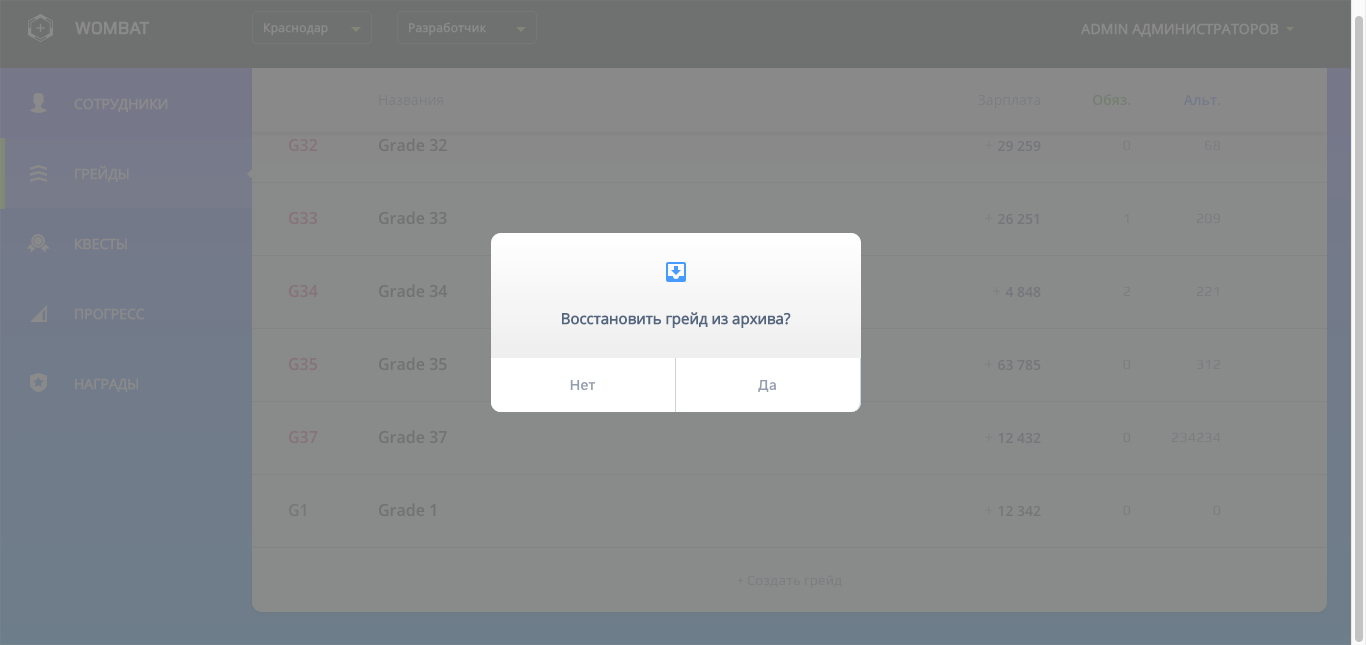 WOMBAT
Краснодар
Разработчик
ADMIN АДМИНИСТРАТОРОВ
СОТРУДНИКИ
ГРЕЙДЫ
КВЕСТЫ
ПРОГРЕСС
НАГРАДЫ
Названия Зарплата Обяз. Альт.
G32 Grade 32 + 29 259 0 68
G33 Grade 33 + 26 251 1 209
G34 Grade 34 + 4 848 2 221
G35 Grade 35 + 63 785 0 312
G37 Grade 37 + 12 432 0 234234
G1 Grade 1 + 12 342 0 0
+ Создать грейд
Восстановить грейд из архива?
Нет Да